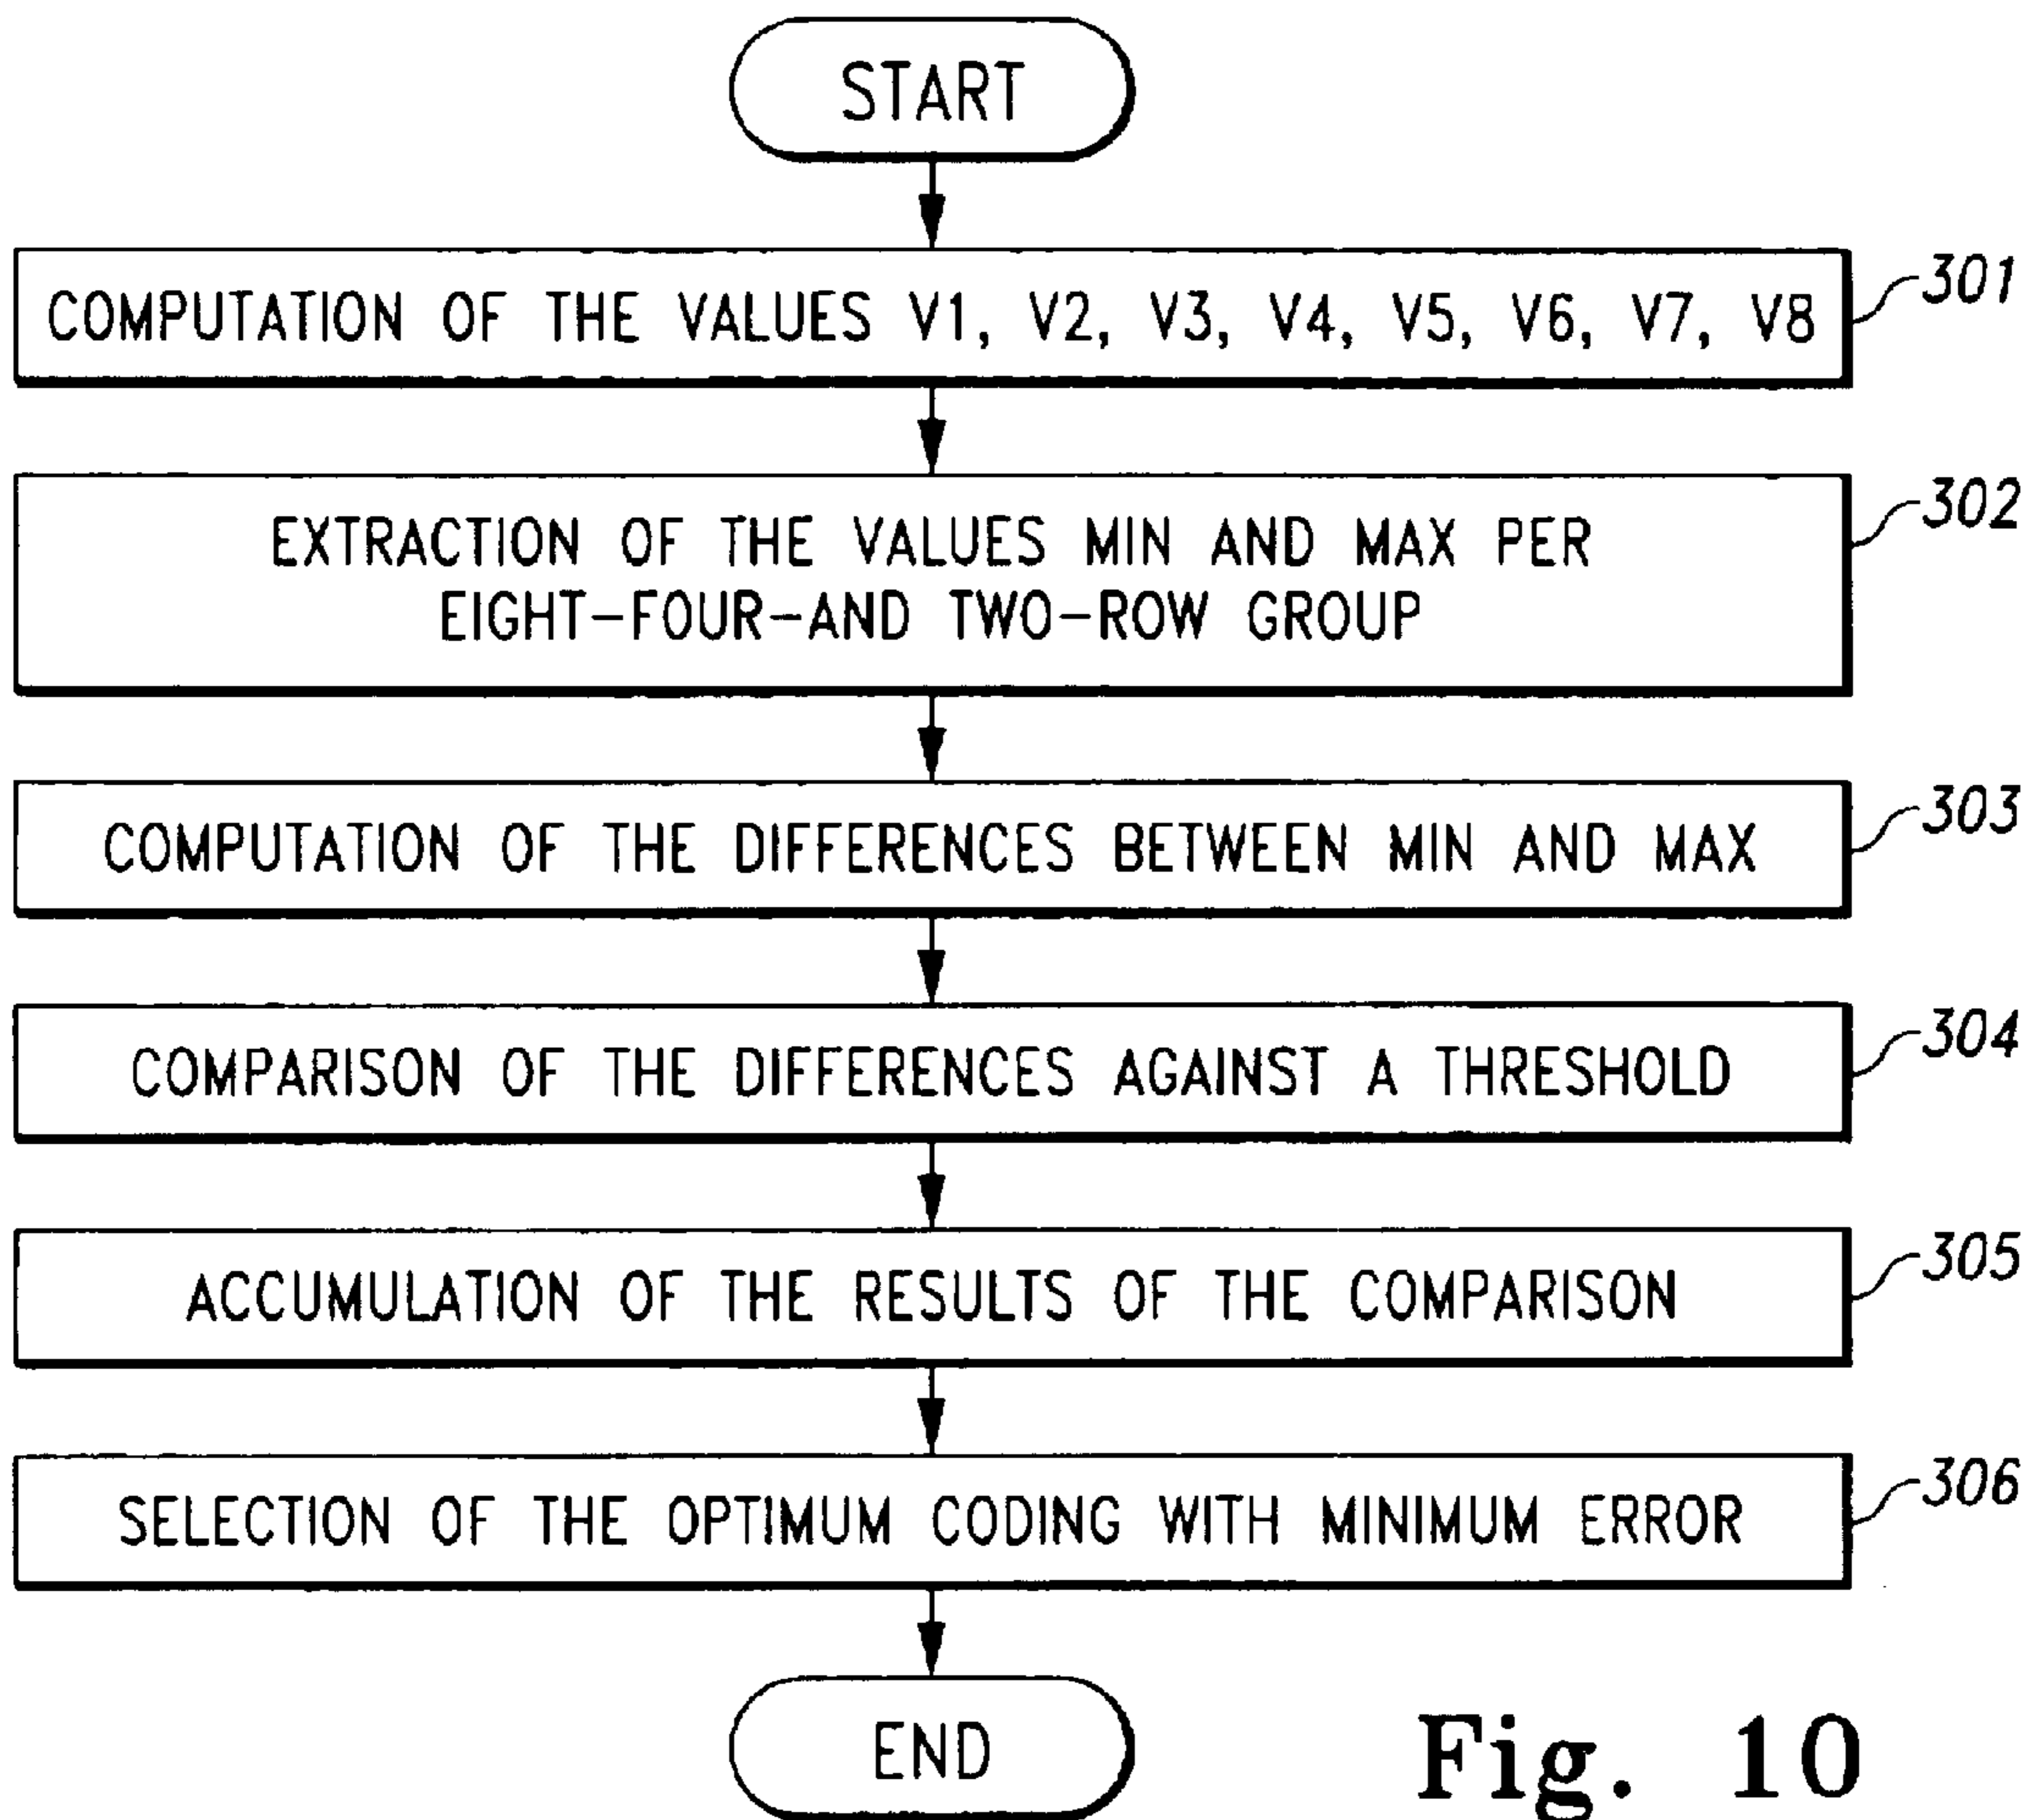 START
COMPUTATION OF THE VALUES V1, V2, V3, V4, V5, V6, V7, V8
301
EXTRACTION OF THE VALUES MIN AND MAX PER
EIGHT-FOUR-AND TWO-ROW GROUP
302
COMPUTATION OF THE DIFFERENCES BETWEEN MIN AND MAX
303
COMPARISON OF THE DIFFERENCES AGAINST A THRESHOLD
304
ACCUMULATION OF THE RESULTS OF THE COMPARISON
305
SELECTION OF THE OPTIMUM CODING WITH MINIMUM ERROR
306
END
Fig. 10